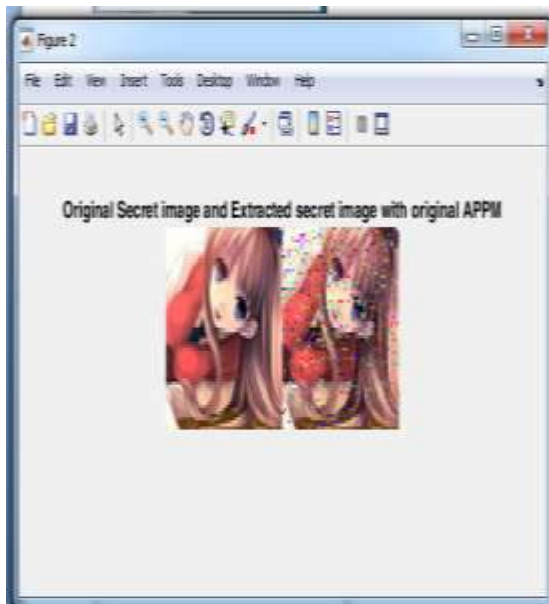 Figure 2
File Edit View Insert Tools Desktop Window Help
Original Secret image and Extracted secret image with original APPM